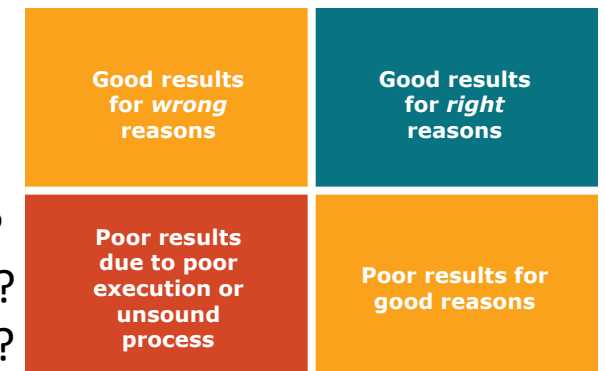 Good results
for wrong
reasons
Good results
for right
reasons
?
?
?
Poor results
due to poor
execution or
unsound
process
Poor results for
good reasons